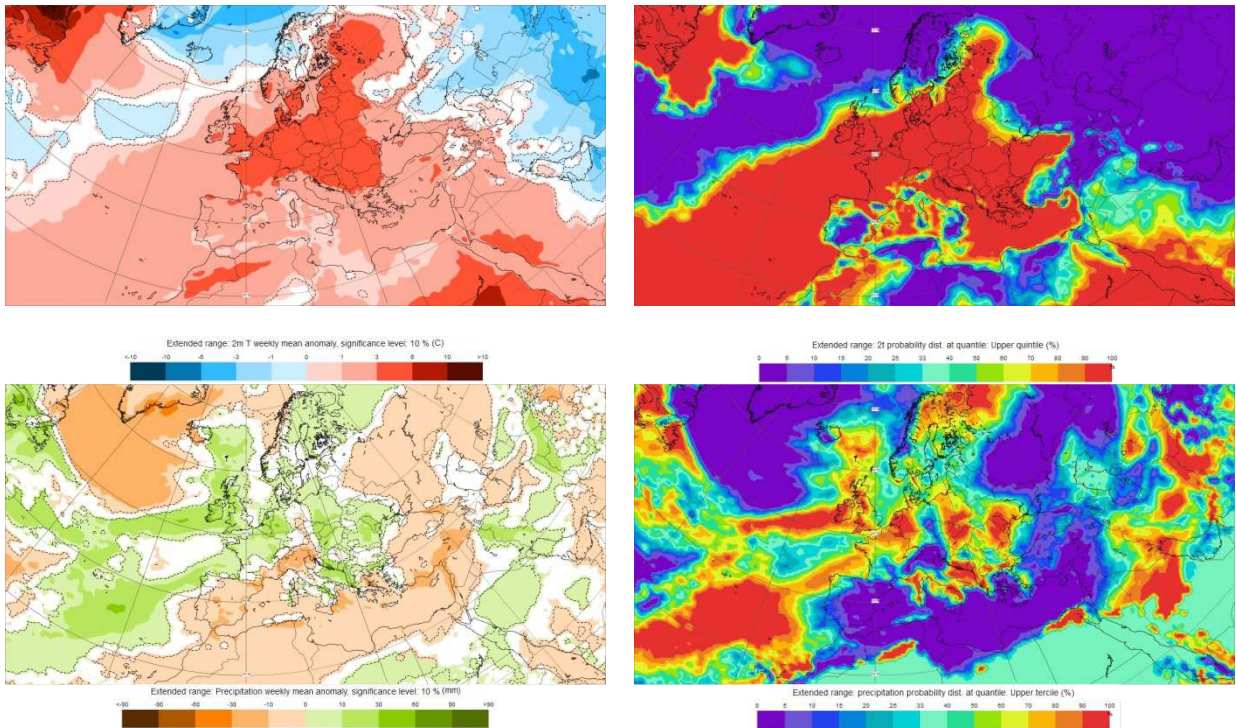 Extended range: 2m T weekly mean anomaly, significance level: 10 % (C)
<-10 -10 -6 -3 -1 0 1 3 6 10 >10
Extended range: 2t probability dist. at quantile: Upper quintile (%)
0 5 10 15 20 25 30 40 50 60 70 80 90 100
%
Extended range: Precipitation weekly mean anomaly, significance level: 10 % (mm)
<-90 -90 -60 -30 -10 0 10 30 60 90 >90
Extended range: precipitation probability dist. at quantile: Upper tercile (%)
0 5 10 15 20 25 33 40 50 60 70 80 90 100
%